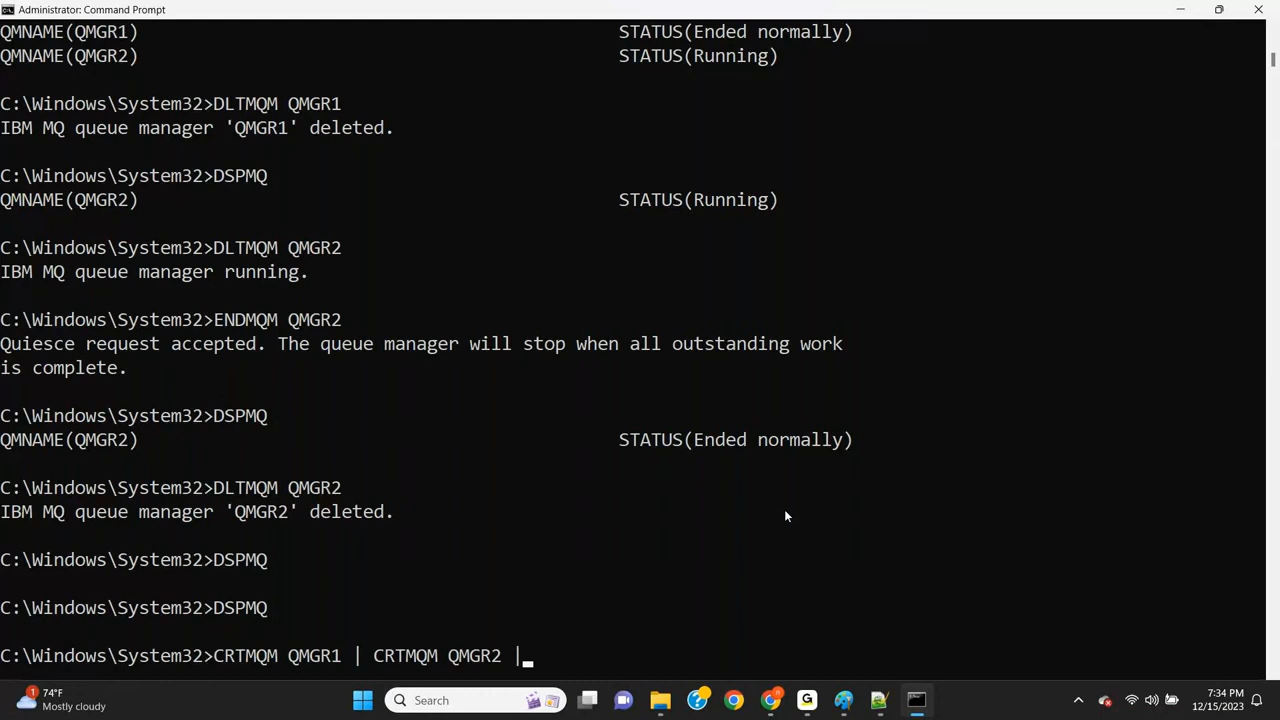 Administrator: Command Prompt
QMNAME(QMGR1) STATUS(Ended normally)
QMNAME(QMGR2) STATUS(Running)
C:\Windows\System32>DLTMQM QMGR1
IBM MQ queue manager 'QMGR1' deleted.
C:\Windows\System32>DSPMQ
QMNAME(QMGR2) STATUS(Running)
C:\Windows\System32>DLTMQM QMGR2
IBM MQ queue manager running.
C:\Windows\System32>ENDMQM QMGR2
Quiesce request accepted. The queue manager will stop when all outstanding work
is complete.
C:\Windows\System32>DSPMQ
QMNAME(QMGR2) STATUS(Ended normally)
C:\Windows\System32>DLTMQM QMGR2
IBM MQ queue manager 'QMGR2' deleted.
C:\Windows\System32>DSPMQ
C:\Windows\System32>DSPMQ
C:\Windows\System32>CRTMQM QMGR1 | CRTMQM QMGR2 |_
1
74°F
Mostly cloudy
Search
7:34 PM
12/15/2023